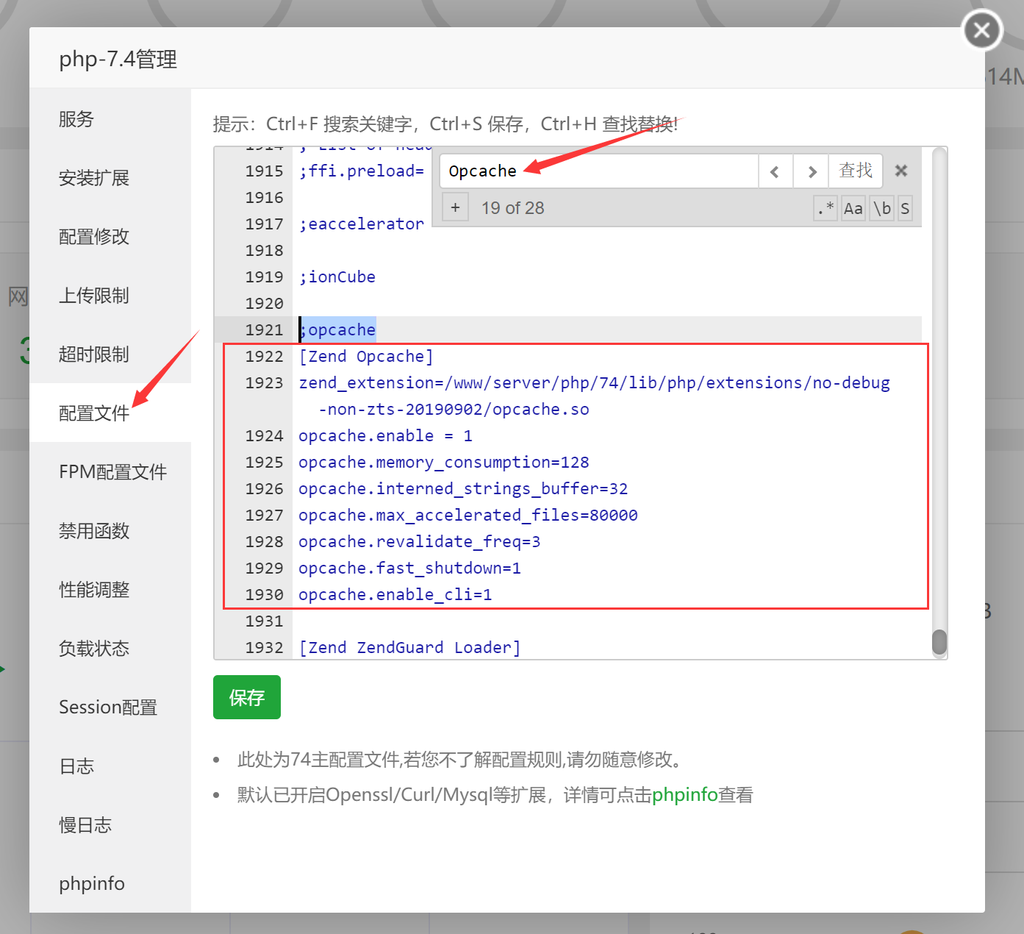 php-7.4管理
14M
服务
安装扩展
配置修改
上传限制
超时限制
配置文件
FPM配置文件
禁用函数
性能调整
负载状态
Session配置
日志
慢日志
phpinfo
网
3
提示：Ctrl+F 搜索关键字，Ctrl+S 保存，Ctrl+H 查找替换!
Opcache
查找
+ 19 of 28 .* Aa \b S
1914 ; List of head
1915 ;ffi.preload=
1916
1917 ;eaccelerator
1918
1919 ;ionCube
1920
1921 ;opcache
1922 [Zend Opcache]
1923 zend_extension=/www/server/php/74/lib/php/extensions/no-debug
-non-zts-20190902/opcache.so
1924 opcache.enable = 1
1925 opcache.memory_consumption=128
1926 opcache.interned_strings_buffer=32
1927 opcache.max_accelerated_files=80000
1928 opcache.revalidate_freq=3
1929 opcache.fast_shutdown=1
1930 opcache.enable_cli=1
1931
1932 [Zend ZendGuard Loader]
保存
• 此处为74主配置文件,若您不了解配置规则,请勿随意修改。
• 默认已开启Openssl/Curl/Mysql等扩展，详情可点击phpinfo查看